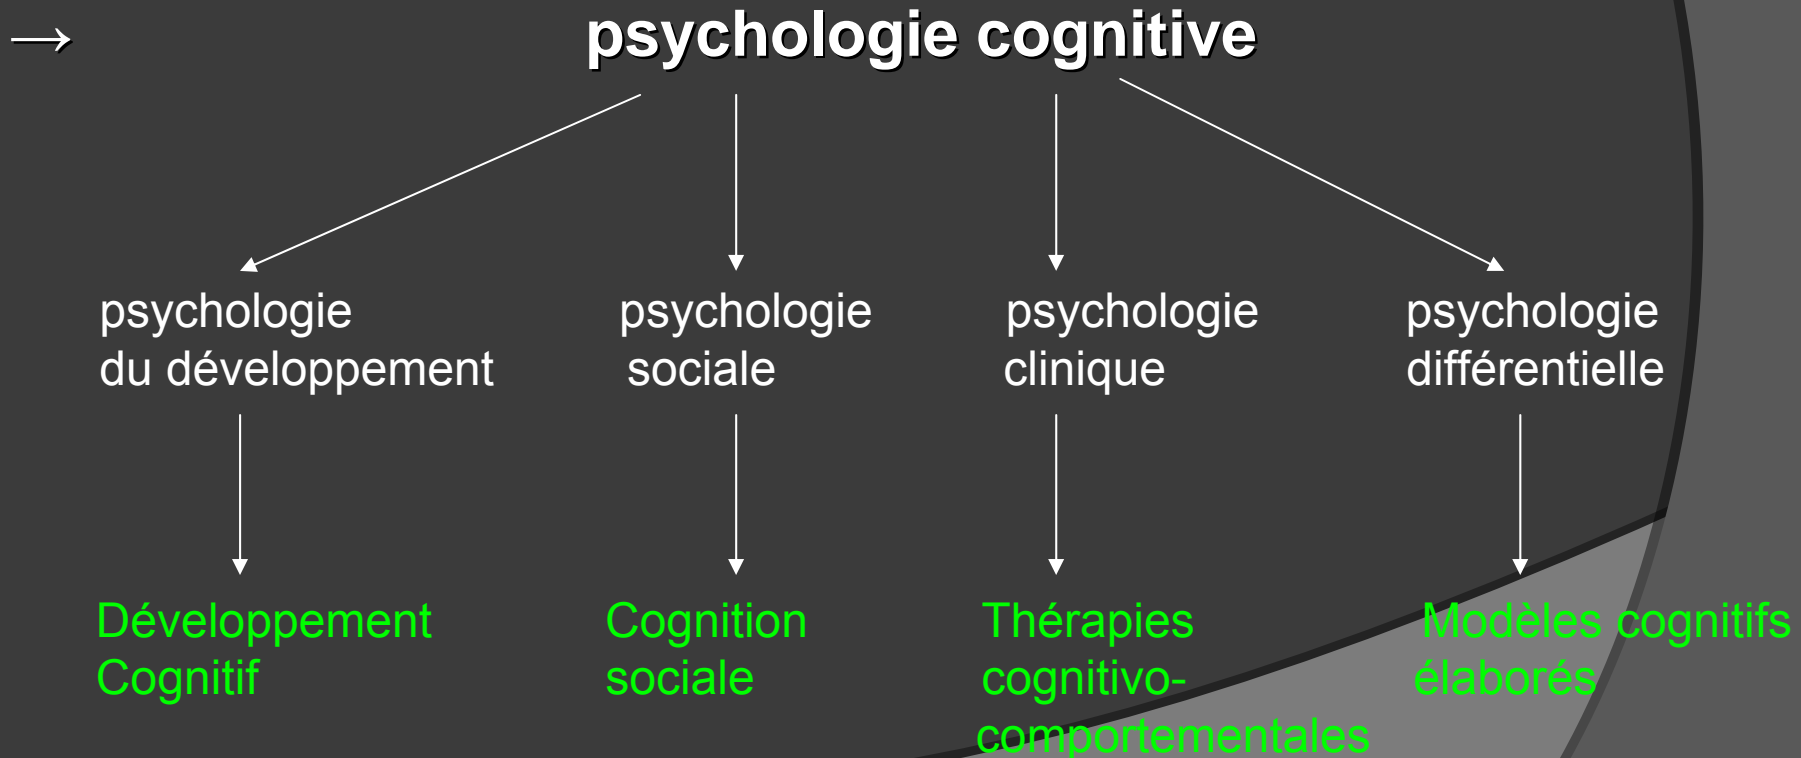 → psychologie cognitive
psychologie
du développement
psychologie
sociale
psychologie
clinique
psychologie
différentielle
Développement
Cognitif
Cognition
sociale
Thérapies
cognitivo-
comportementales
Modèles cognitifs
élaborés